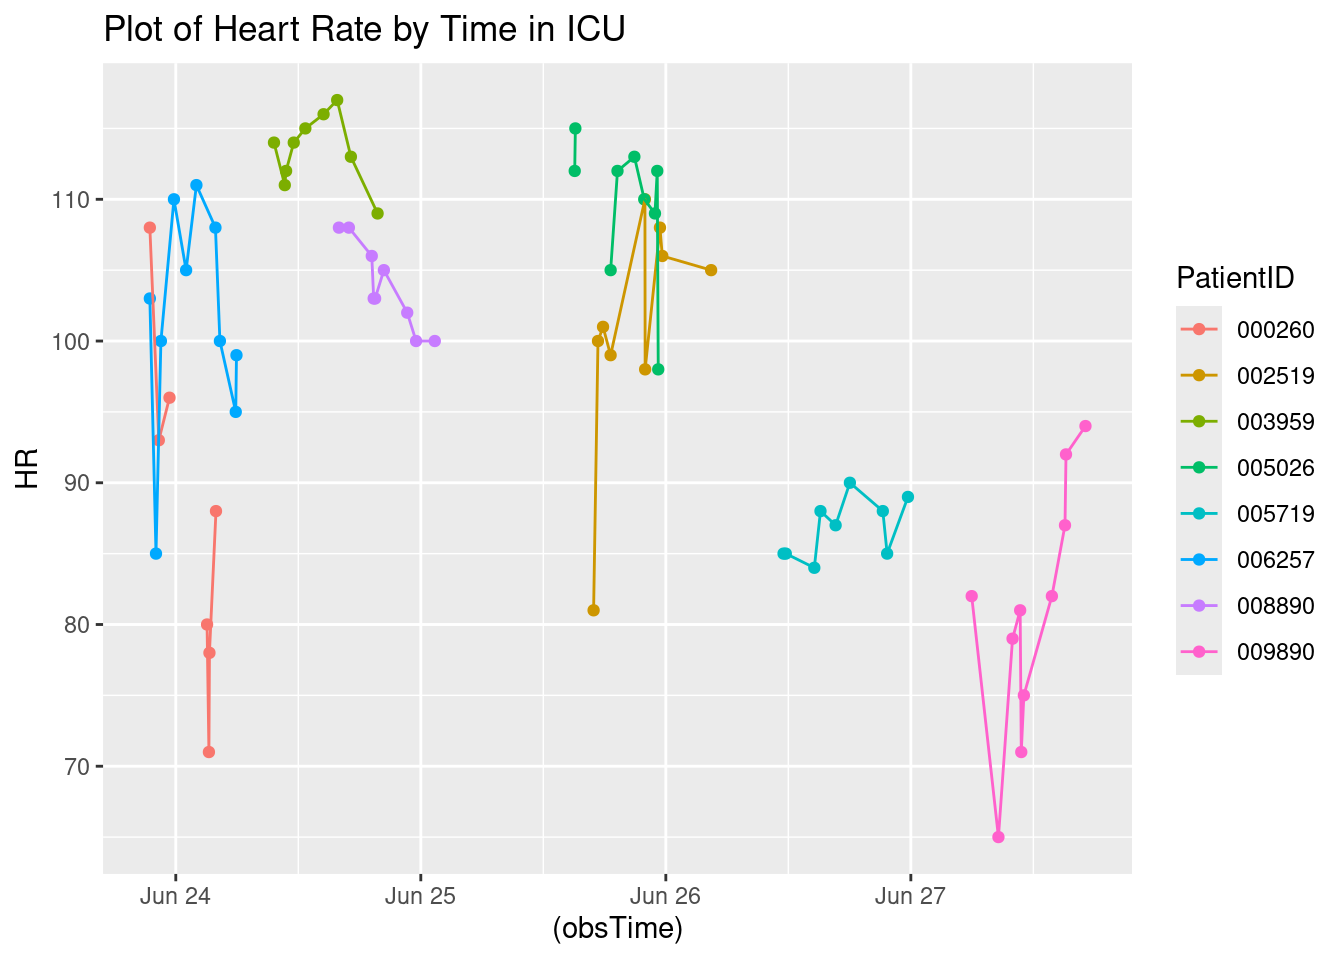 Plot of Heart Rate by Time in ICU
HR
110
100
90
80
70
Jun 24 Jun 25 Jun 26 Jun 27
(obsTime)
PatientID
000260
002519
003959
005026
005719
006257
008890
009890